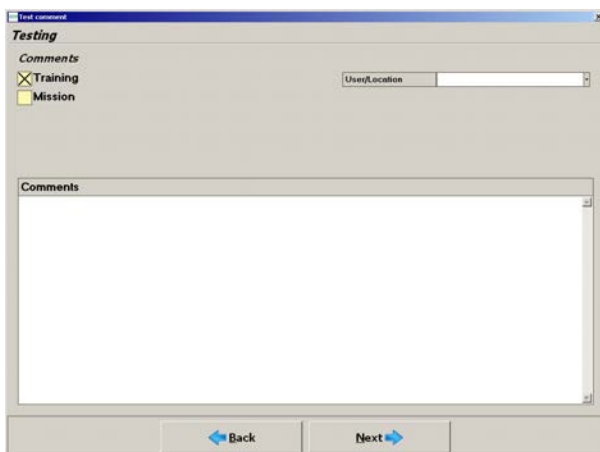 Test comment
Testing
Comments
Training
User/Location
Mission
Comments
Back
Next